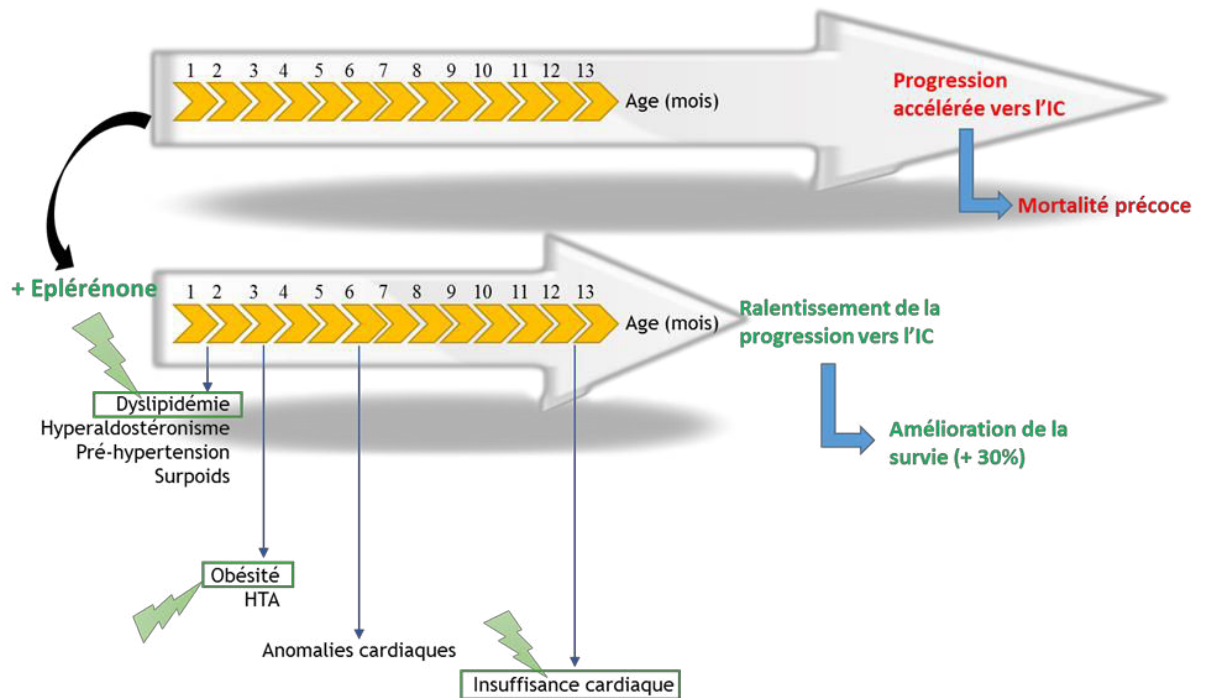 1 2 3 4 5 6 7 8 9 10 11 12 13
Age (mois)
Progression
accélérée vers l’IC
Mortalité précoce
+ Eplérénone
1 2 3 4 5 6 7 8 9 10 11 12 13
Age (mois)
Ralentissement de la
progression vers l’IC
Amélioration de la
survie (+ 30%)
Dyslipidémie
Hyperaldostéronisme
Pré-hypertension
Surpoids
Obésité
HTA
Anomalies cardiaques
Insuffisance cardiaque